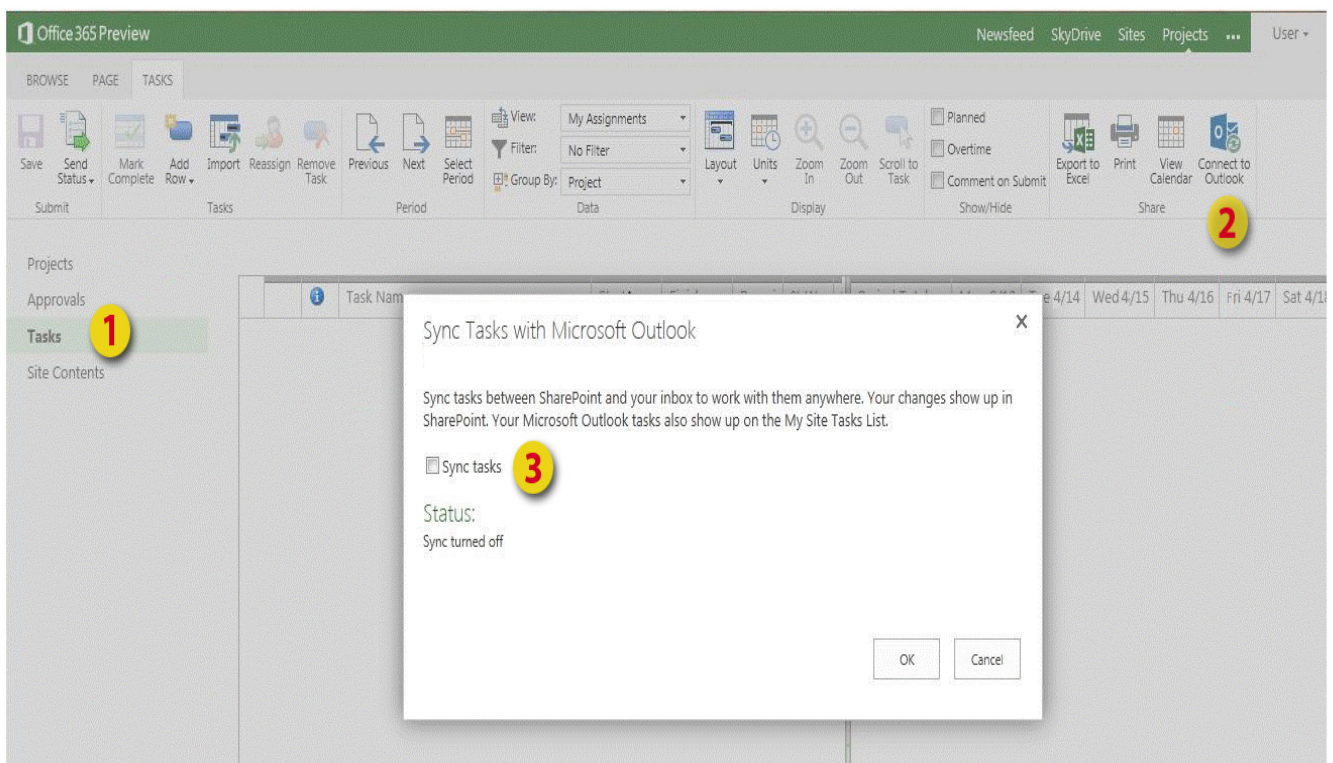 Office 365 Preview
Newsfeed SkyDrive Sites Projects ... User
BROWSE PAGE TASKS
Save
Send
Status
Mark
Complete
Add
Row
Import
Reassign
Remove
Task
Previous
Next
Select
Period
View: My Assignments
Filter: No Filter
Group By: Project
Layout
Units
Zoom
In
Zoom
Out
Scroll to
Task
Planned
Overtime
Comment on Submit
Export to
Excel
Print
View
Calendar
Connect to
Outlook
Submit Tasks Period Data Display Show/Hide Share
2
Projects
Approvals
Tasks
1
Site Contents
Task Nam
4/14 Wed 4/15 Thu 4/16 Fri 4/17 Sat 4/18
Sync Tasks with Microsoft Outlook
X
Sync tasks between SharePoint and your inbox to work with them anywhere. Your changes show up in
SharePoint. Your Microsoft Outlook tasks also show up on the My Site Tasks List.
Sync tasks
3
Status:
Sync turned off
OK Cancel